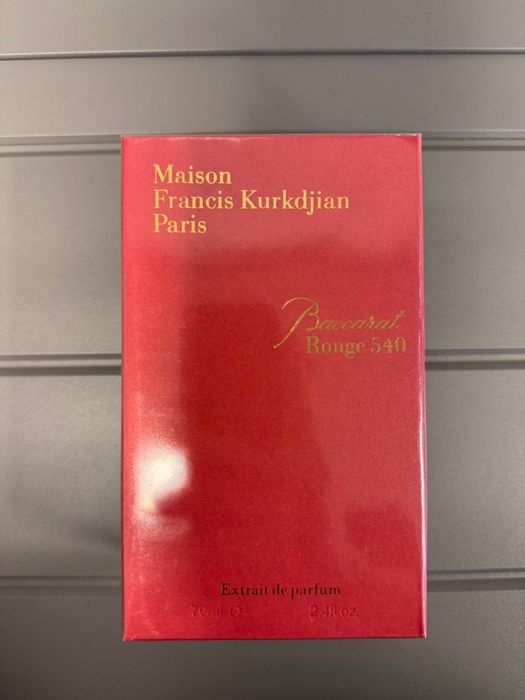 Maison
Francis Kurkdjian
Paris
Baccarat
Rouge 540
Extrait de parfum
70ml ℮ 2.4fl.oz.